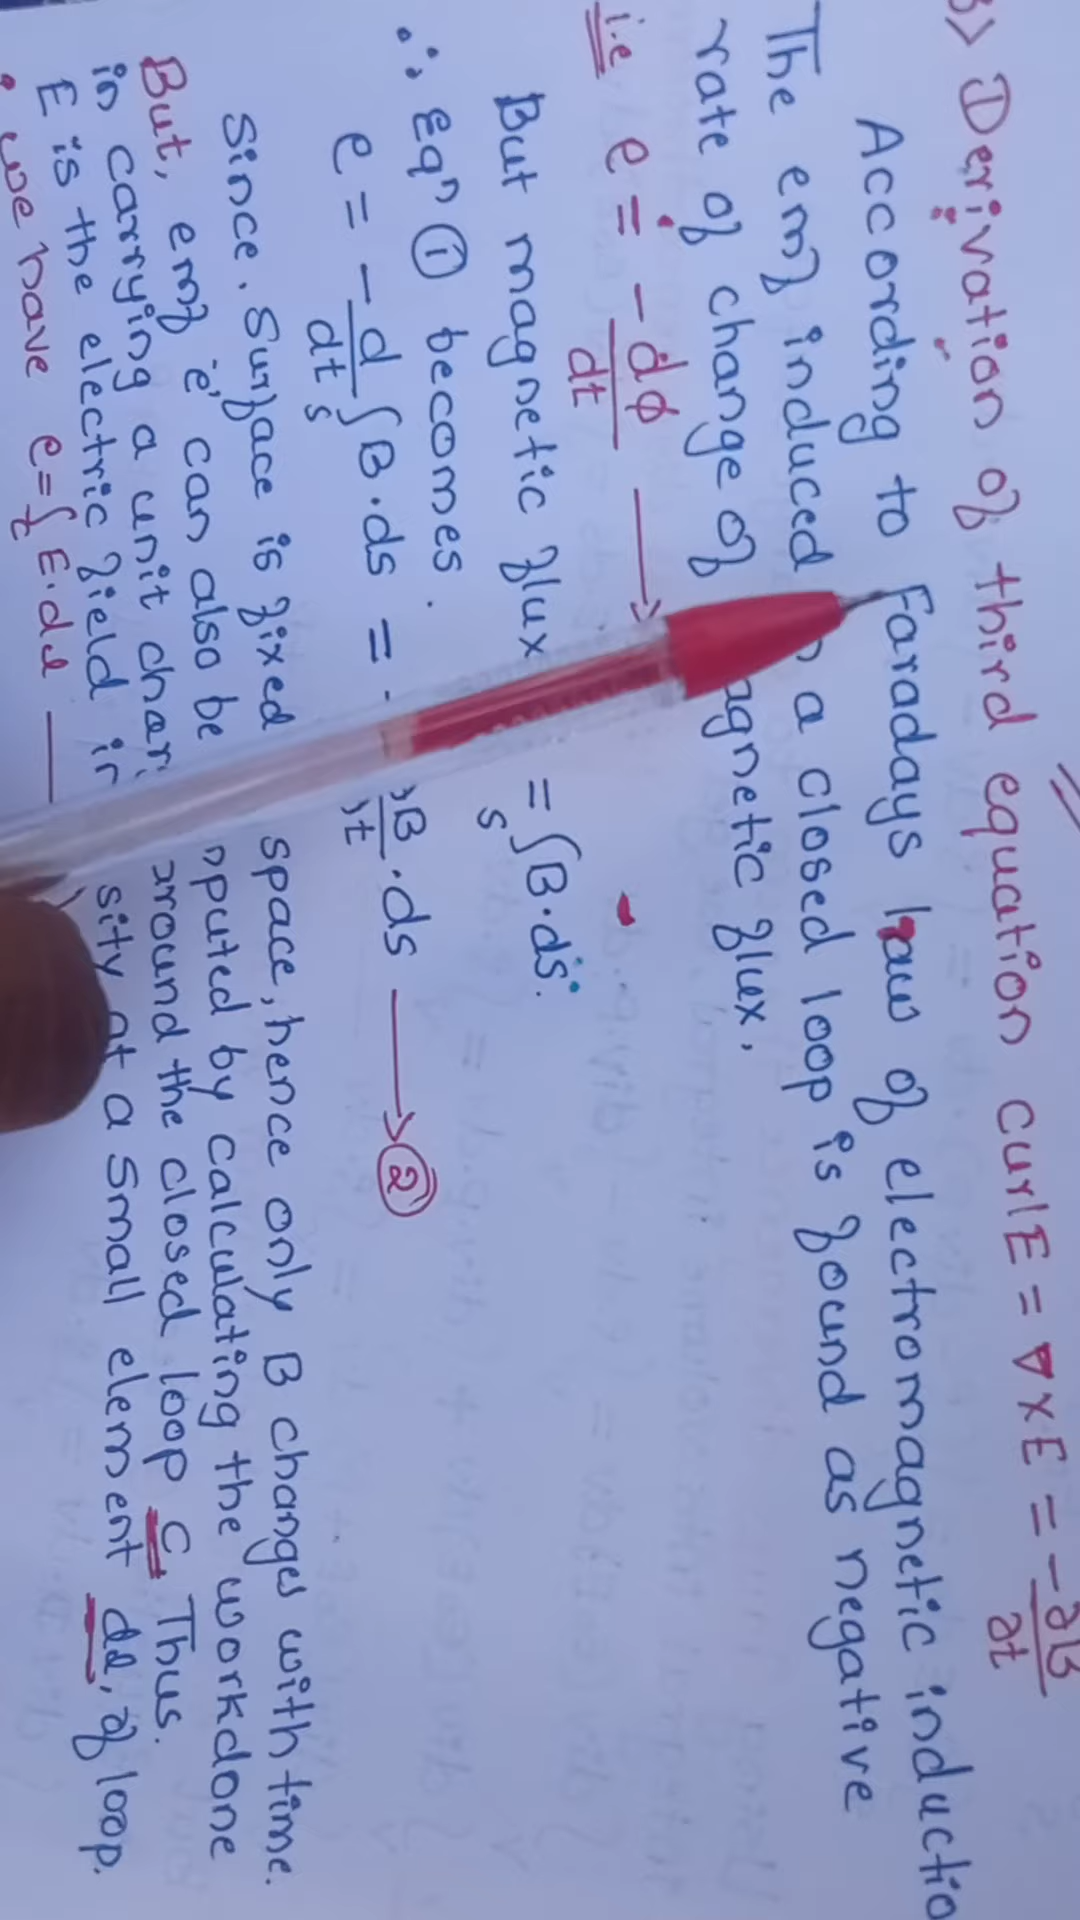 3> Derivation of third equation curlE = ∇×E = -∂B/∂t
According to Faradays law of electromagnetic inductio
The emf induced a closed loop is found as negative
rate of change of agnetic flux.
i.e e = -dϕ/dt →
But magnetic flux = ∫s B.ds.
∴ Eqⁿ ① becomes.
e = -d/dt ∫s B.ds = ∂B/∂t .ds → ②
Since. Surface is fixed space, hence only B changes with time.
But, emf 'e' can also be puted by calculating the workdone
in carrying a unit char around the closed loop C Thus.
E is the electric field in sity at a small element dl, of loop.
we have e = ∫ E.dl